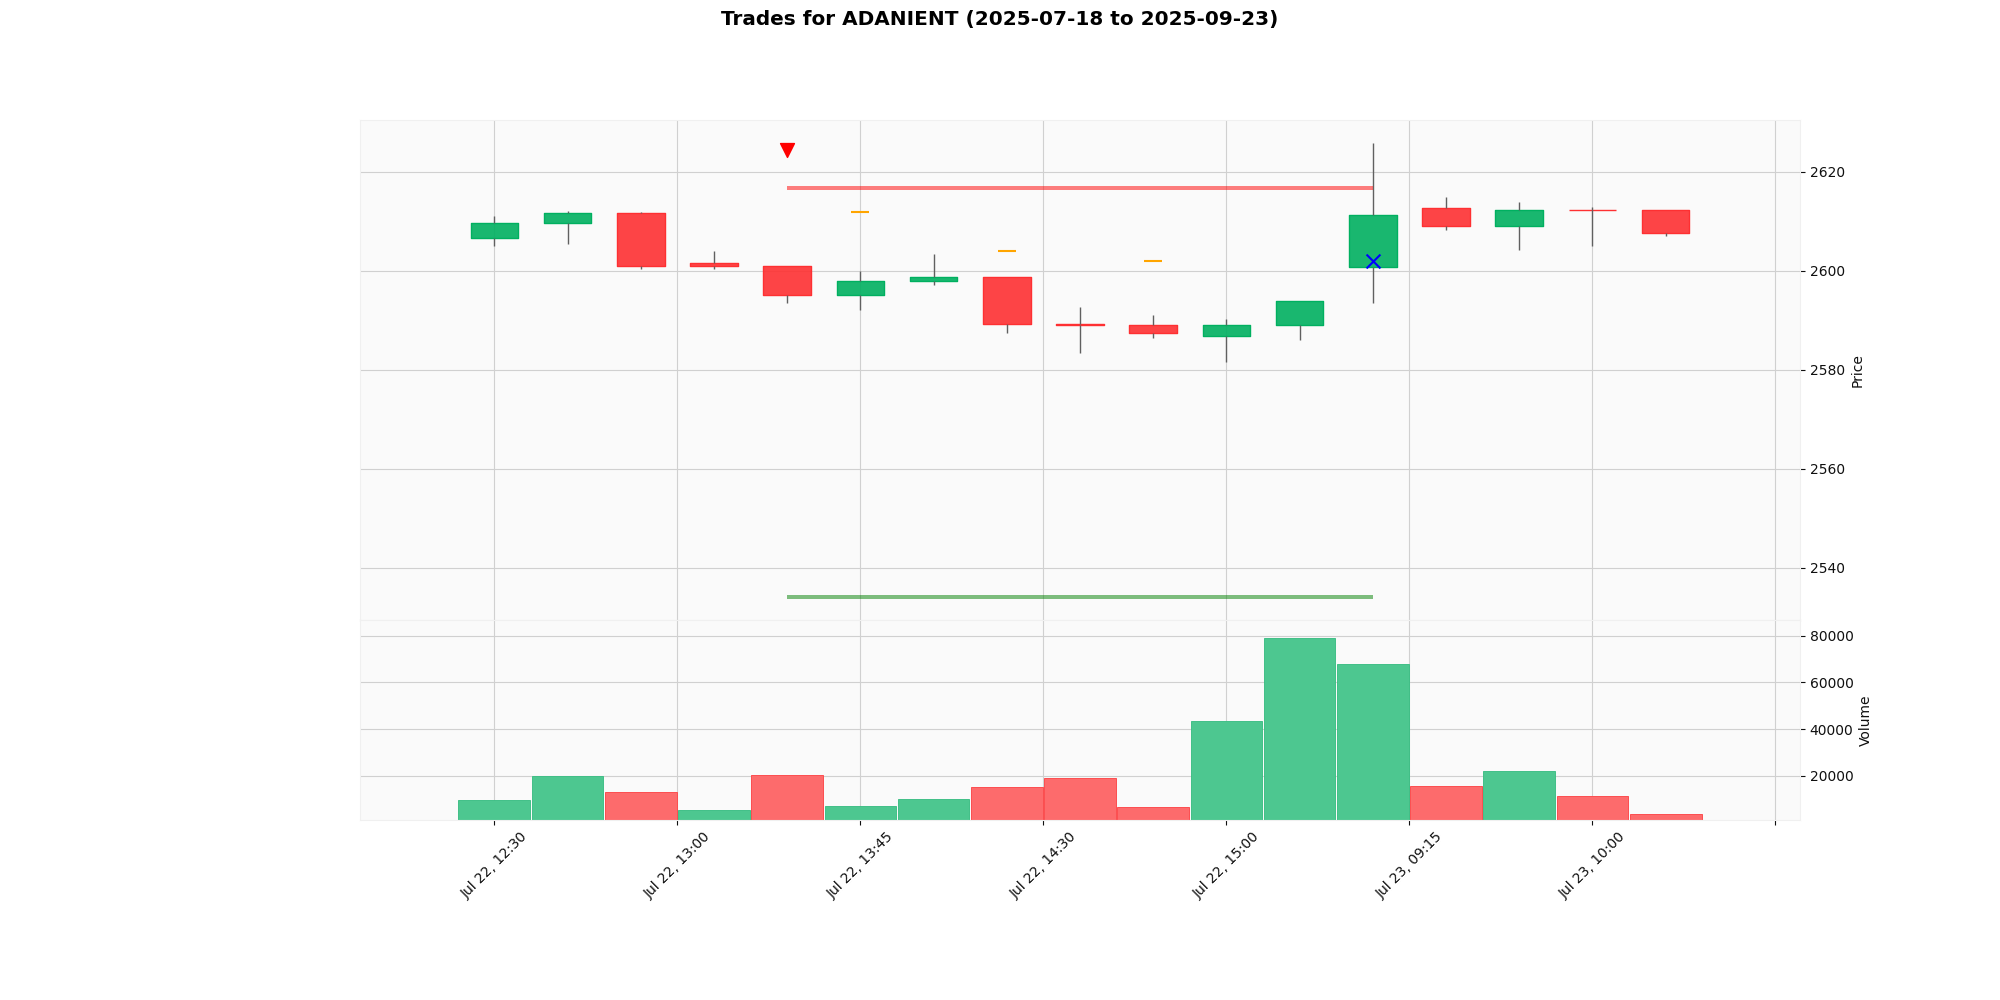 Trades for ADANIENT (2025-07-18 to 2025-09-23)
2620
2600
2580
2560
2540
Price
80000
60000
40000
20000
Volume
Jul 22, 12:30
Jul 22, 13:00
Jul 22, 13:45
Jul 22, 14:30
Jul 22, 15:00
Jul 23, 09:15
Jul 23, 10:00